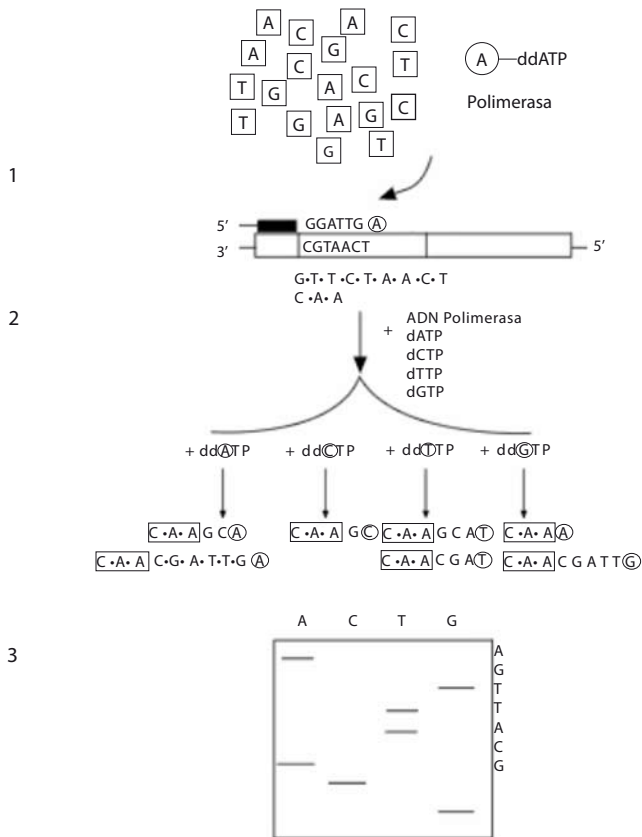 A C A C
A C G T
T G A C C
T G A G T
G
A —ddATP
Polimerasa
1
5' GGATTG A
3' CGTAACT 5'
G•T•T•C•T•A•A•C•T
C•A•A
2
+ ADN Polimerasa
dATP
dCTP
dTTP
dGTP
+ ddATP + ddCTP + ddTTP + ddGTP
C•A•A G C A C•A•A G C C•A•A G C A T C•A•A A
C•A•A C•G•A•T•T•G A C•A•A C G A T C•A•A C G A T T G
3
A C T G
A
G
T
T
A
C
G